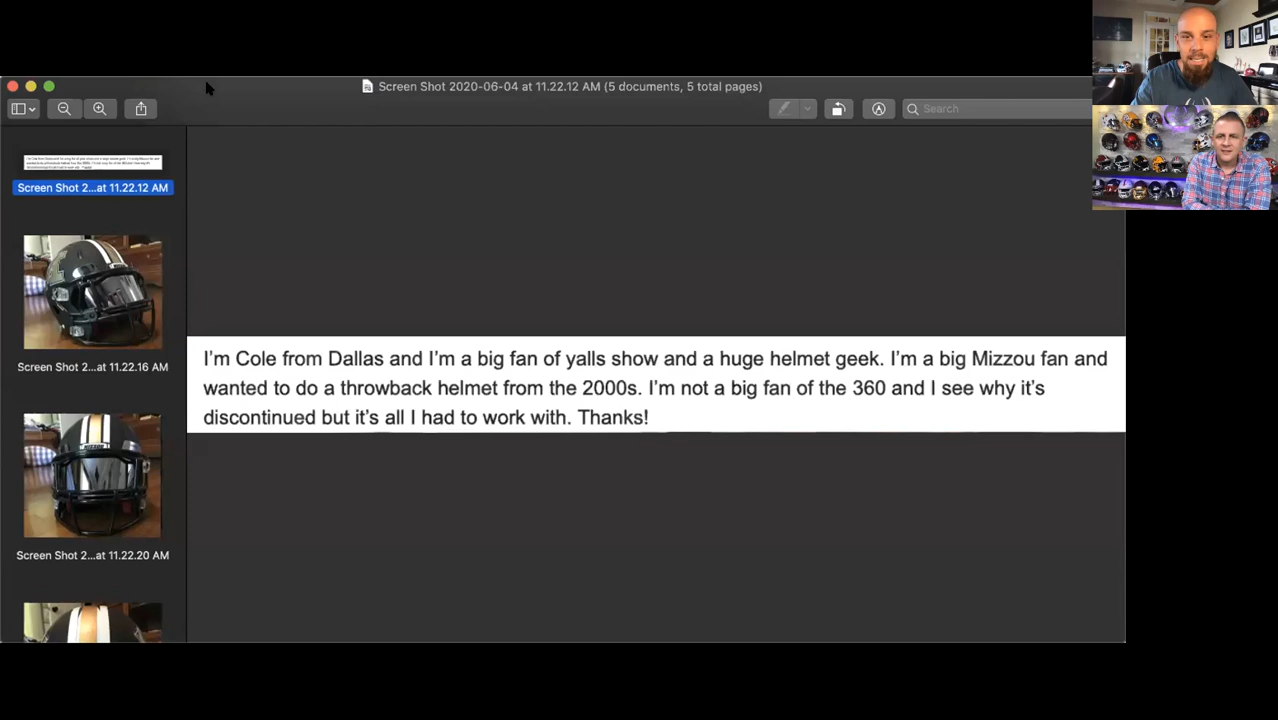 Screen Shot 2020-06-04 at 11.22.12 AM (5 documents, 5 total pages)
Search
Screen Shot 2...at 11.22.12 AM
Screen Shot 2...at 11.22.16 AM
Screen Shot 2...at 11.22.20 AM
I'm Cole from Dallas and I'm a big fan of yalls show and a huge helmet geek. I'm a big Mizzou fan and
wanted to do a throwback helmet from the 2000s. I'm not a big fan of the 360 and I see why it's
discontinued but it's all I had to work with. Thanks!
MIZZOU